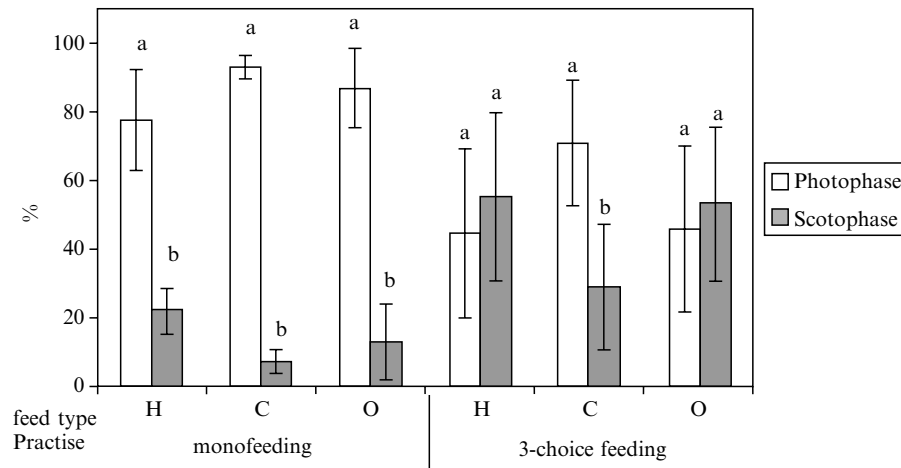 100
80
60
40
20
0
%
a a a a a
a a a
b b b b
Photophase
Scotophase
feed type H C O H C O
Practise monofeeding 3-choice feeding